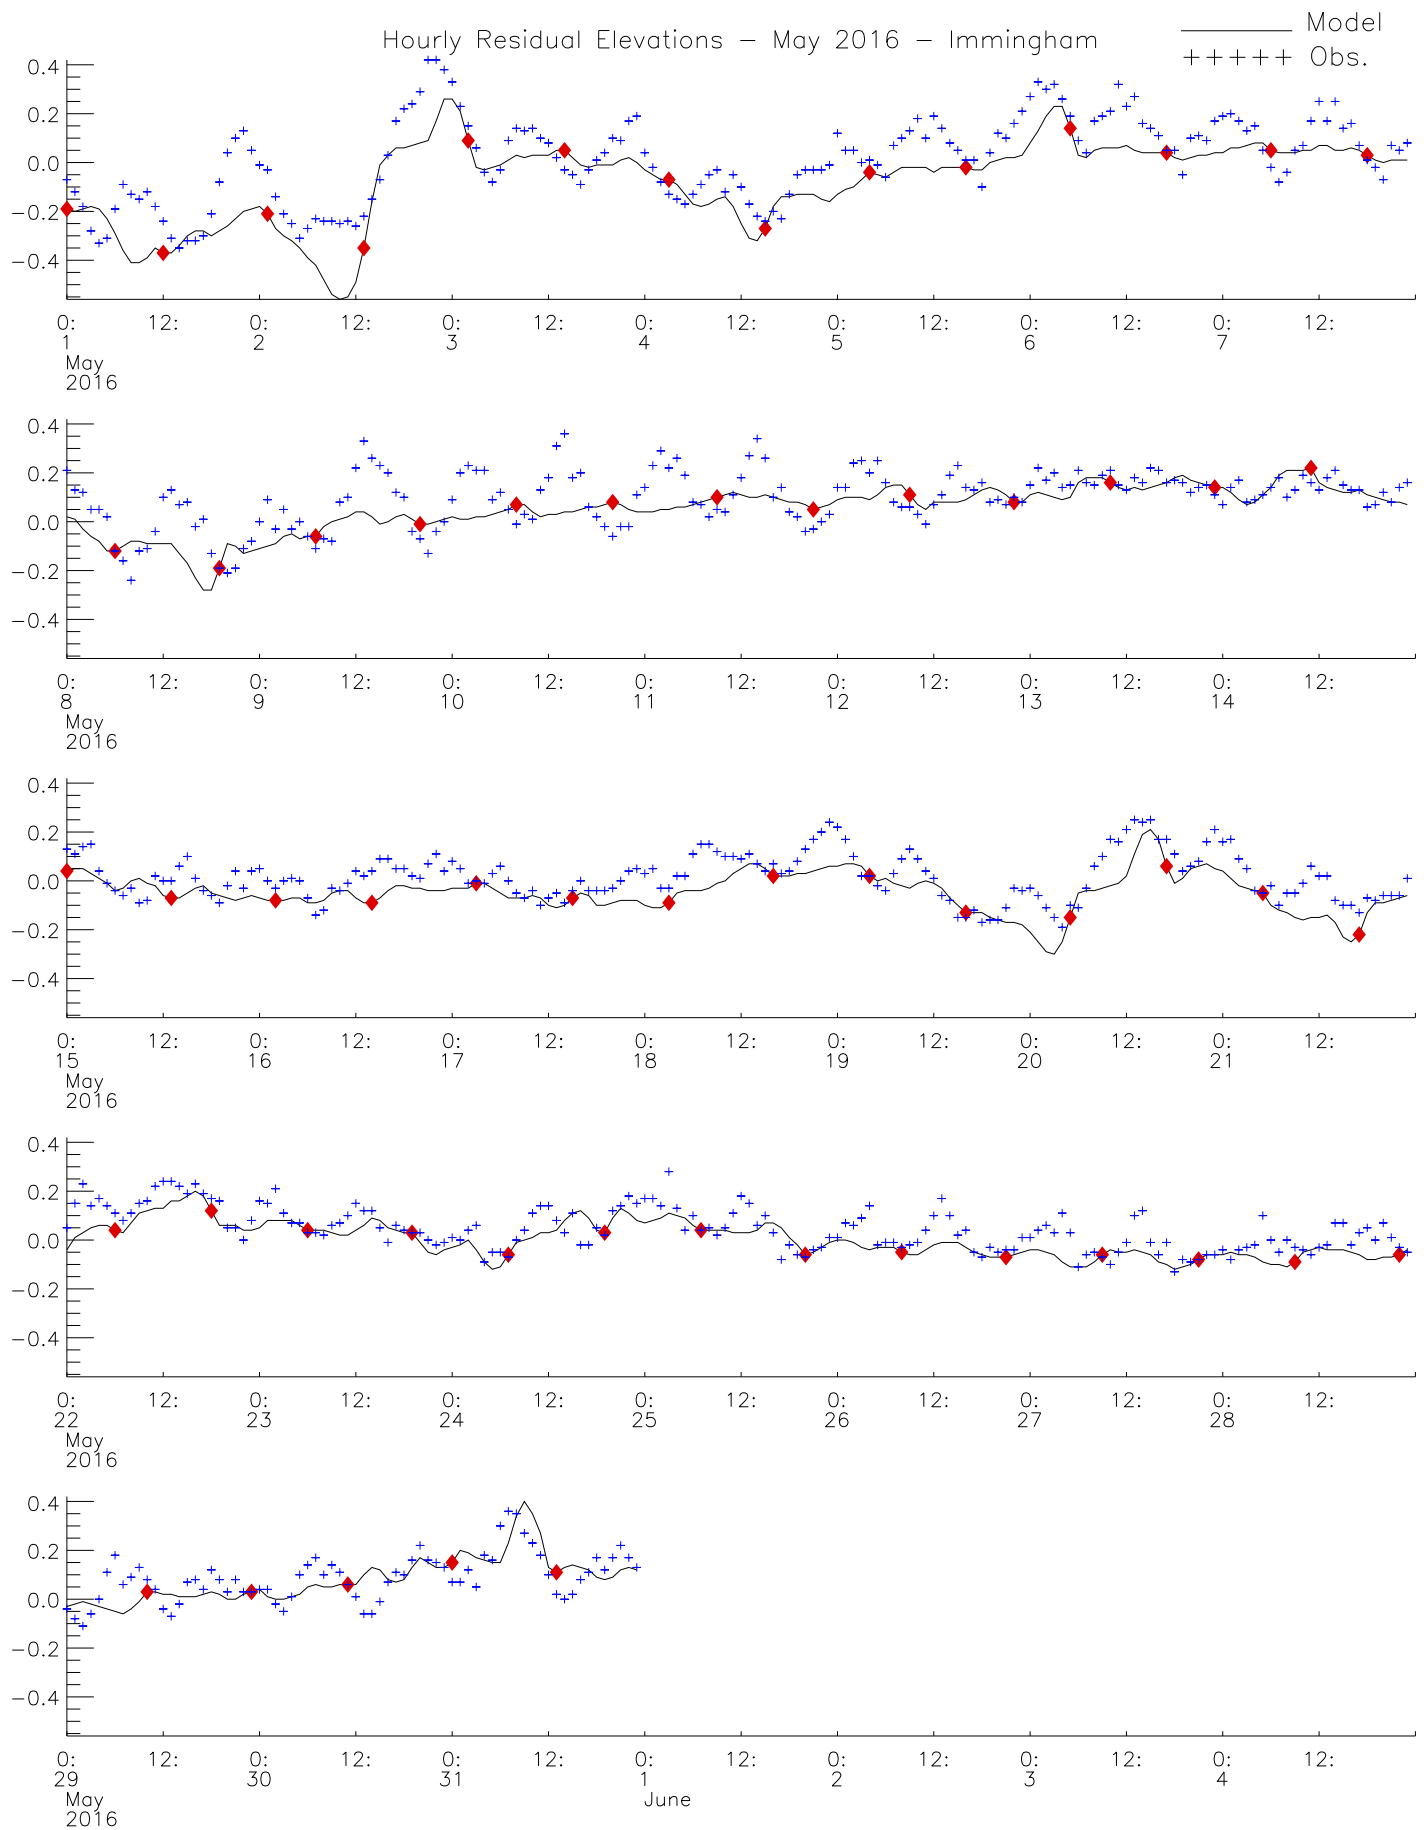 Hourly Residual Elevations – May 2016 – Immingham
Model
+++++ Obs.
0.4
0.2
0.0
−0.2
−0.4
0: 12: 0: 12: 0: 12: 0: 12: 0: 12: 0: 12: 0: 12:
1 2 3 4 5 6 7
May
2016
0.4
0.2
0.0
−0.2
−0.4
0: 12: 0: 12: 0: 12: 0: 12: 0: 12: 0: 12: 0: 12:
8 9 10 11 12 13 14
May
2016
0.4
0.2
0.0
−0.2
−0.4
0: 12: 0: 12: 0: 12: 0: 12: 0: 12: 0: 12: 0: 12:
15 16 17 18 19 20 21
May
2016
0.4
0.2
0.0
−0.2
−0.4
0: 12: 0: 12: 0: 12: 0: 12: 0: 12: 0: 12: 0: 12:
22 23 24 25 26 27 28
May
2016
0.4
0.2
0.0
−0.2
−0.4
0: 12: 0: 12: 0: 12: 0: 12: 0: 12: 0: 12: 0: 12:
29 30 31 1 2 3 4
May June
2016